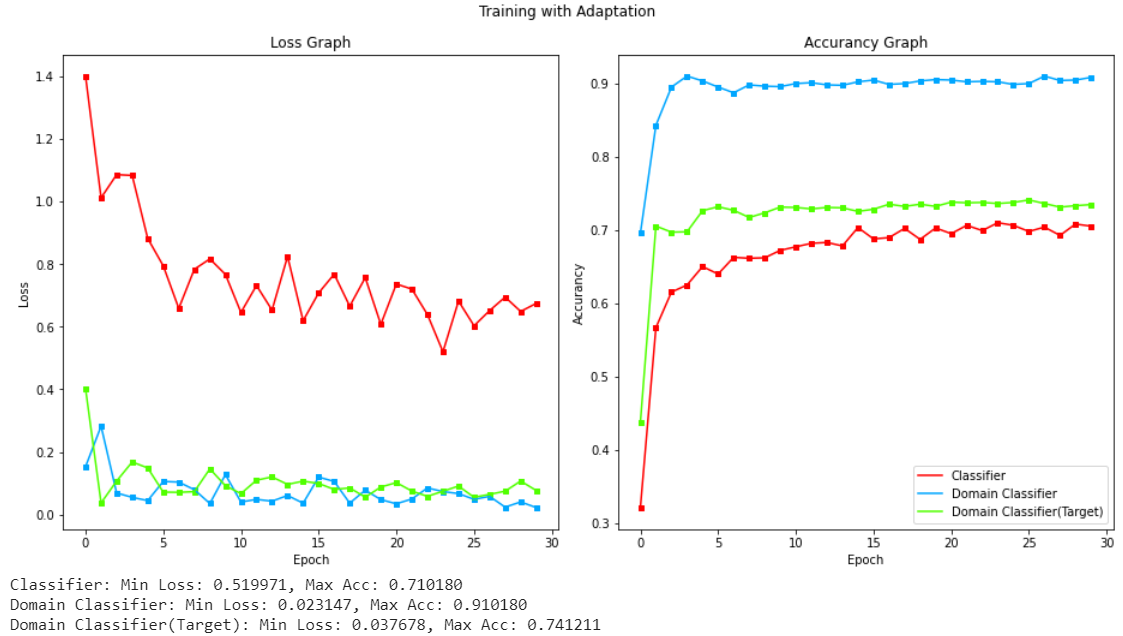 Training with Adaptation
Loss Graph
1.4
1.2
1.0
0.8
0.6
0.4
0.2
0.0
Loss
0 5 10 15 20 25 30
Epoch
Accurancy Graph
0.9
0.8
0.7
0.6
0.5
0.4
0.3
Accurancy
Classifier
Domain Classifier
Domain Classifier(Target)
0 5 10 15 20 25 30
Epoch
Classifier: Min Loss: 0.519971, Max Acc: 0.710180
Domain Classifier: Min Loss: 0.023147, Max Acc: 0.910180
Domain Classifier(Target): Min Loss: 0.037678, Max Acc: 0.741211